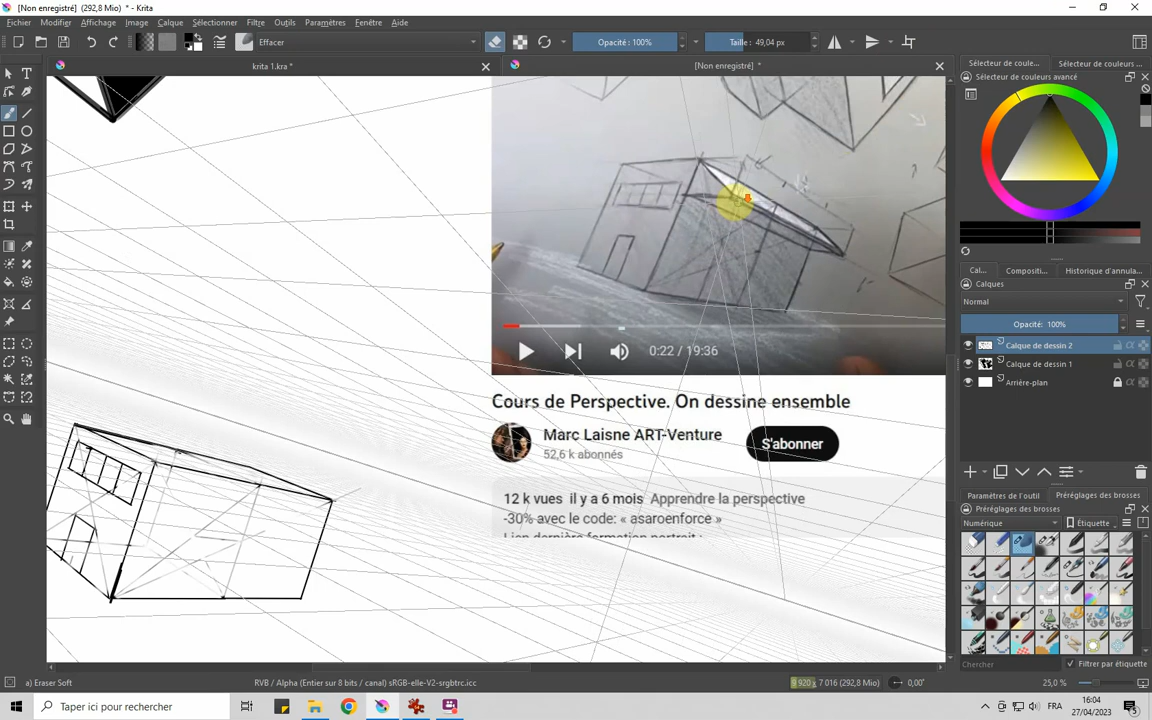 [Non enregistré] (292,8 Mio) * - Krita
Fichier Modifier Affichage Image Calque Sélectionner Filtre Outils Paramètres Fenêtre Aide
Effacer
Opacité : 100%
Taille : 49,04 px
krita 1.kra *
[Non enregistré] *
Sélecteur de coule...
Sélecteur de couleurs ...
Sélecteur de couleurs avancé
0:22 / 19:36
Cours de Perspective. On dessine ensemble
Marc Laisne ART-Venture
52,6 k abonnés
S'abonner
12 k vues il y a 6 mois Apprendre la perspective
-30% avec le code: « asaroenforce »
Lien dernière formation portrait :
Cal...
Compositi...
Historique d'annula...
Calques
Normal
Opacité: 100%
Calque de dessin 2
Calque de dessin 1
Arrière-plan
Paramètres de l'outil
Préréglages des brosses
Préréglages des brosses
Numérique
Étiquette
Chercher
Filtrer par étiquette
a) Eraser Soft
RVB / Alpha (Entier sur 8 bits / canal) sRGB-elle-V2-srgbtrc.icc
9 920 x 7 016 (292,8 Mio)
0,00°
25,0 %
Taper ici pour rechercher
FRA
16:04
27/04/2023